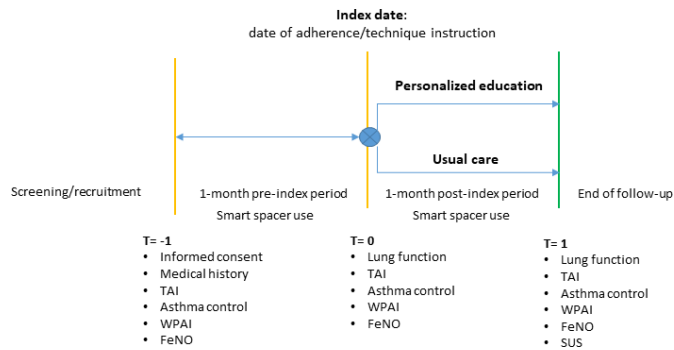 Index date:
date of adherence/technique instruction
Personalized education
Usual care
Screening/recruitment
1-month pre-index period
Smart spacer use
1-month post-index period
Smart spacer use
End of follow-up
T= -1
• Informed consent
• Medical history
• TAI
• Asthma control
• WPAI
• FeNO
T= 0
• Lung function
• TAI
• Asthma control
• WPAI
• FeNO
T= 1
• Lung function
• TAI
• Asthma control
• WPAI
• FeNO
• SUS